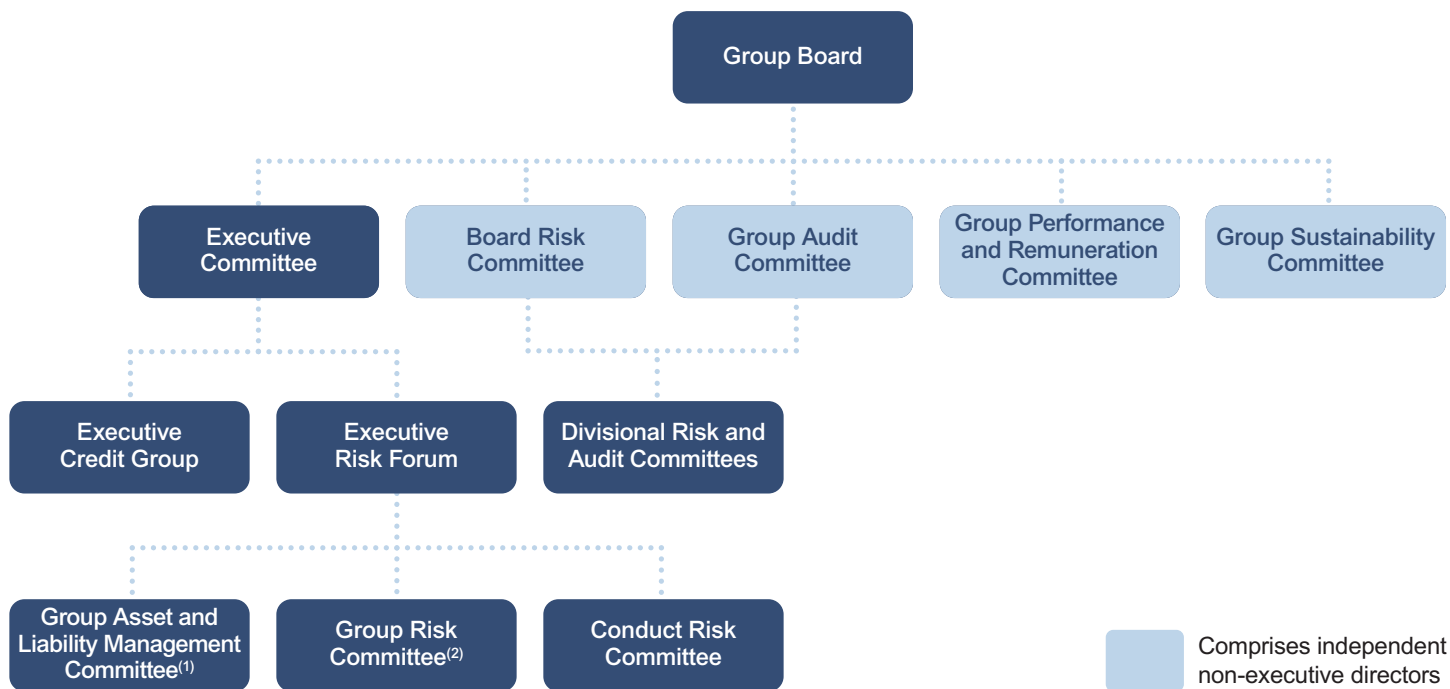 Group Board
Executive
Committee
Board Risk
Committee
Group Audit
Committee
Group Performance
and Remuneration
Committee
Group Sustainability
Committee
Executive
Credit Group
Executive
Risk Forum
Divisional Risk and
Audit Committees
Group Asset and
Liability Management
Committee(1)
Group Risk
Committee(2)
Conduct Risk
Committee
Comprises independent
non-executive directors